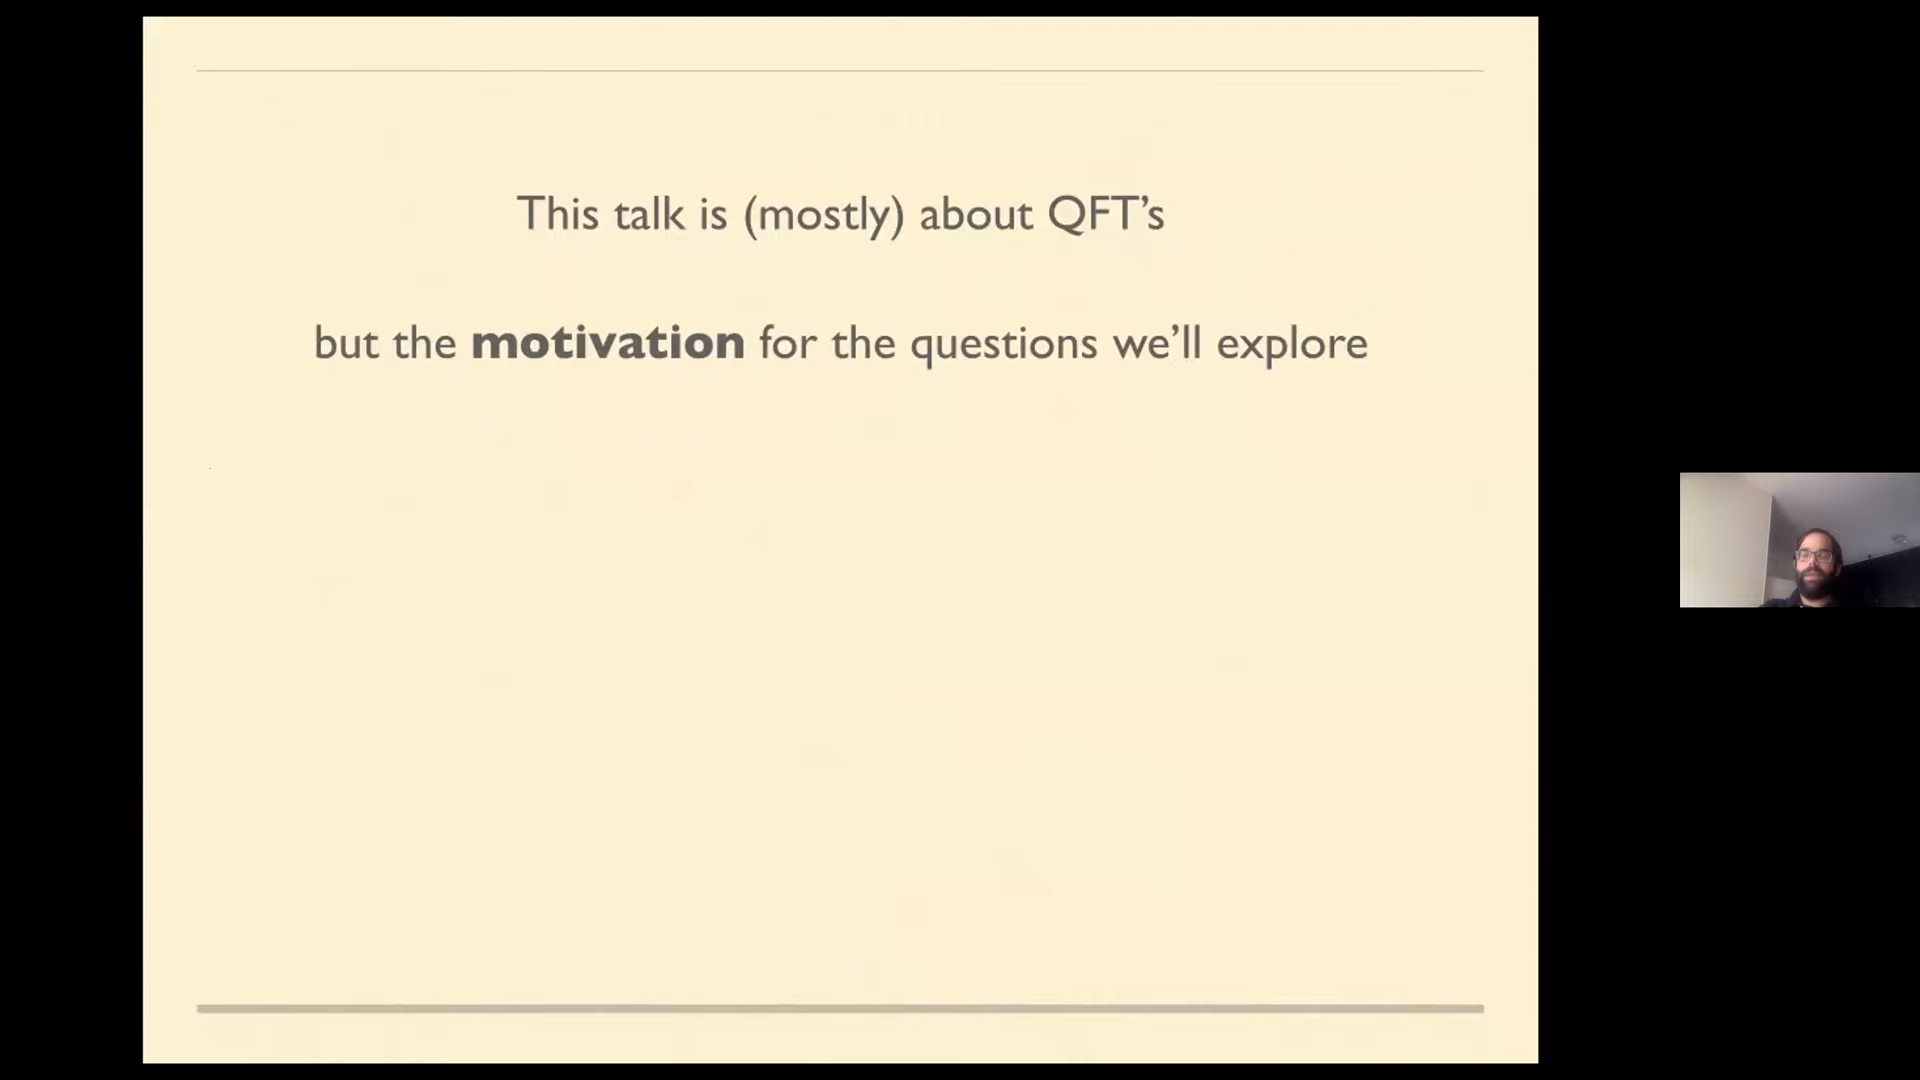 This talk is (mostly) about QFT’s
but the motivation for the questions we’ll explore